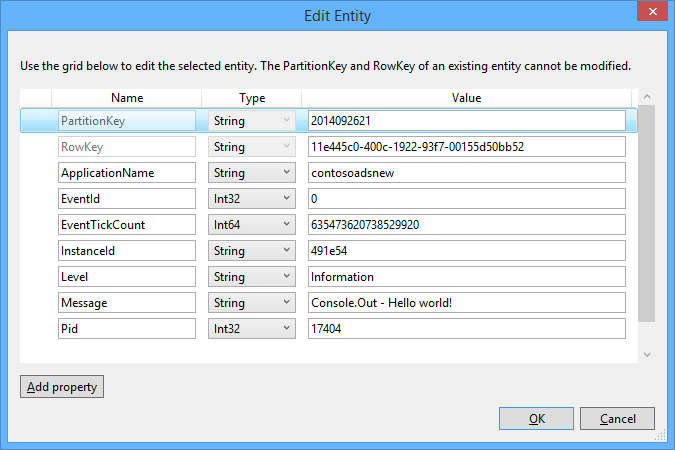 Edit Entity
Use the grid below to edit the selected entity. The PartitionKey and RowKey of an existing entity cannot be modified.
Name Type Value
PartitionKey String 2014092621
RowKey String 11e445c0-400c-1922-93f7-00155d50bb52
ApplicationName String contosoadsnew
EventId Int32 0
EventTickCount Int64 635473620738529920
InstanceId String 491e54
Level String Information
Message String Console.Out - Hello world!
Pid Int32 17404
Add property
OK Cancel